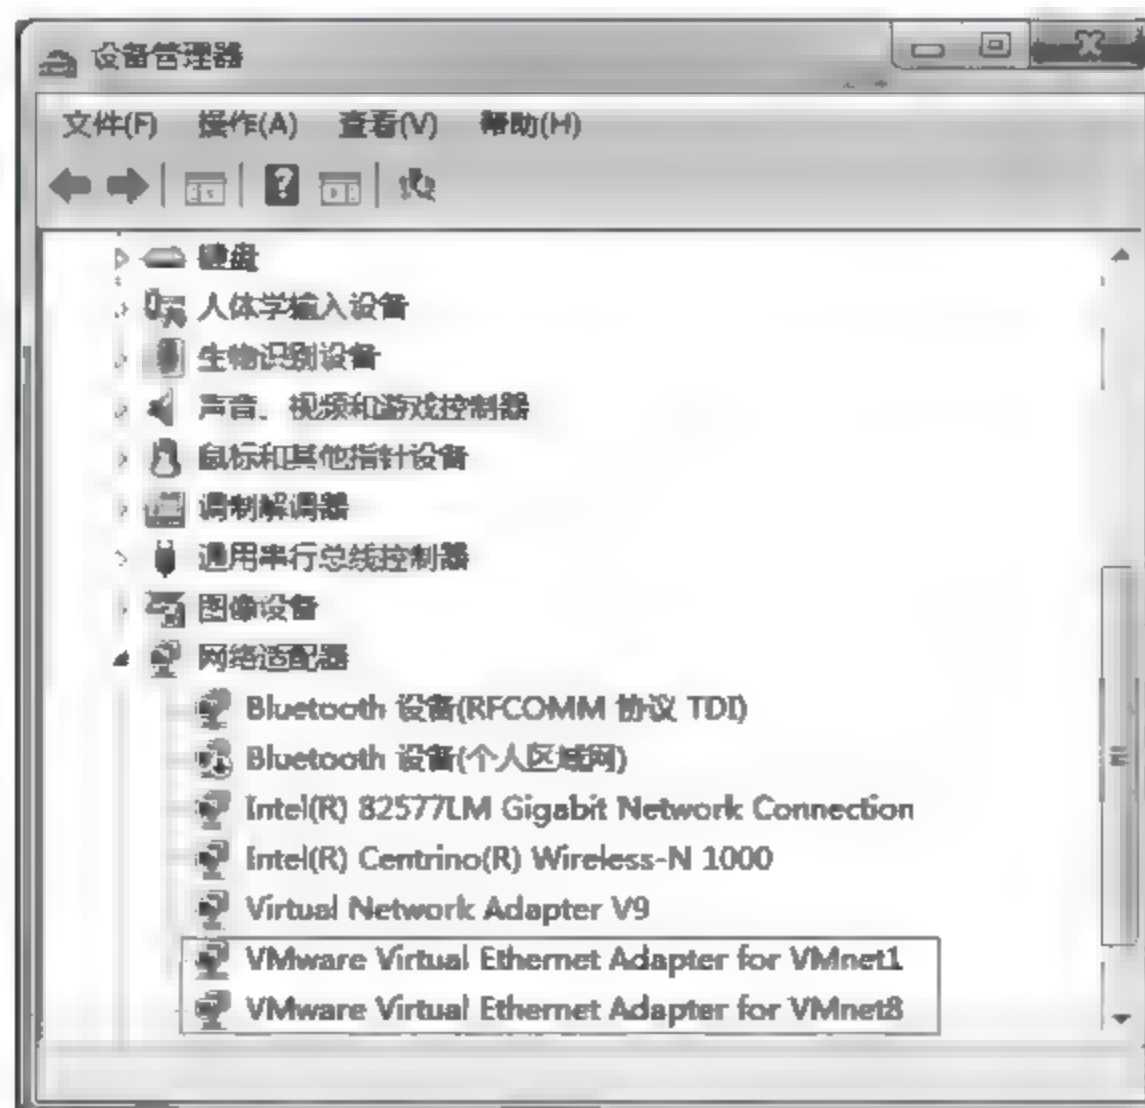 设备管理器
文件(F) 操作(A) 查看(V) 帮助(H)
键盘
人体学输入设备
生物识别设备
声音、视频和游戏控制器
鼠标和其他指针设备
调制解调器
通用串行总线控制器
图像设备
网络适配器
Bluetooth 设备(RFCOMM 协议 TDI)
Bluetooth 设备(个人区域网)
Intel(R) 82577LM Gigabit Network Connection
Intel(R) Centrino(R) Wireless-N 1000
Virtual Network Adapter V9
VMware Virtual Ethernet Adapter for VMnet1
VMware Virtual Ethernet Adapter for VMnet8